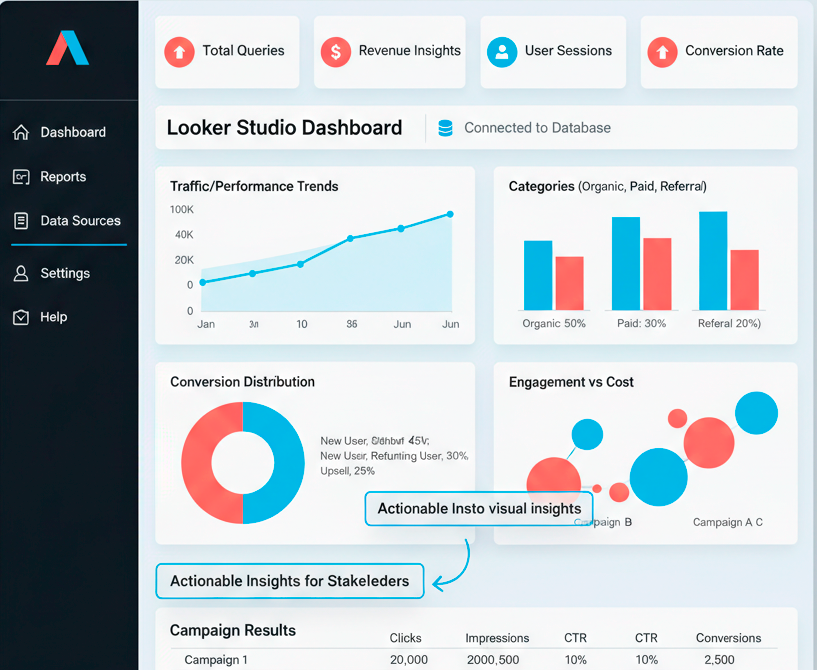 Total Queries
Revenue Insights
User Sessions
Conversion Rate
Dashboard
Reports
Data Sources
Settings
Help
Looker Studio Dashboard
Connected to Database
Traffic/Performance Trends
100K
40K
20K
0
0
Jan
10
Jun
Jun
Categories (Organic, Paid, Referral)
Organic 50%
Paid: 30%
Referal 20%)
Conversion Distribution
New User, 45V;
New User, User, 30%
Upsell, 25%
Engagement vs Cost
Campaign B
Campaign A C
Actionable Insto visual insights
Actionable Insights for Stakeleders
Campaign Results
Clicks Impressions CTR CTR Conversions
Campaign 1 20,000 2000,500 10% 10% 2,500